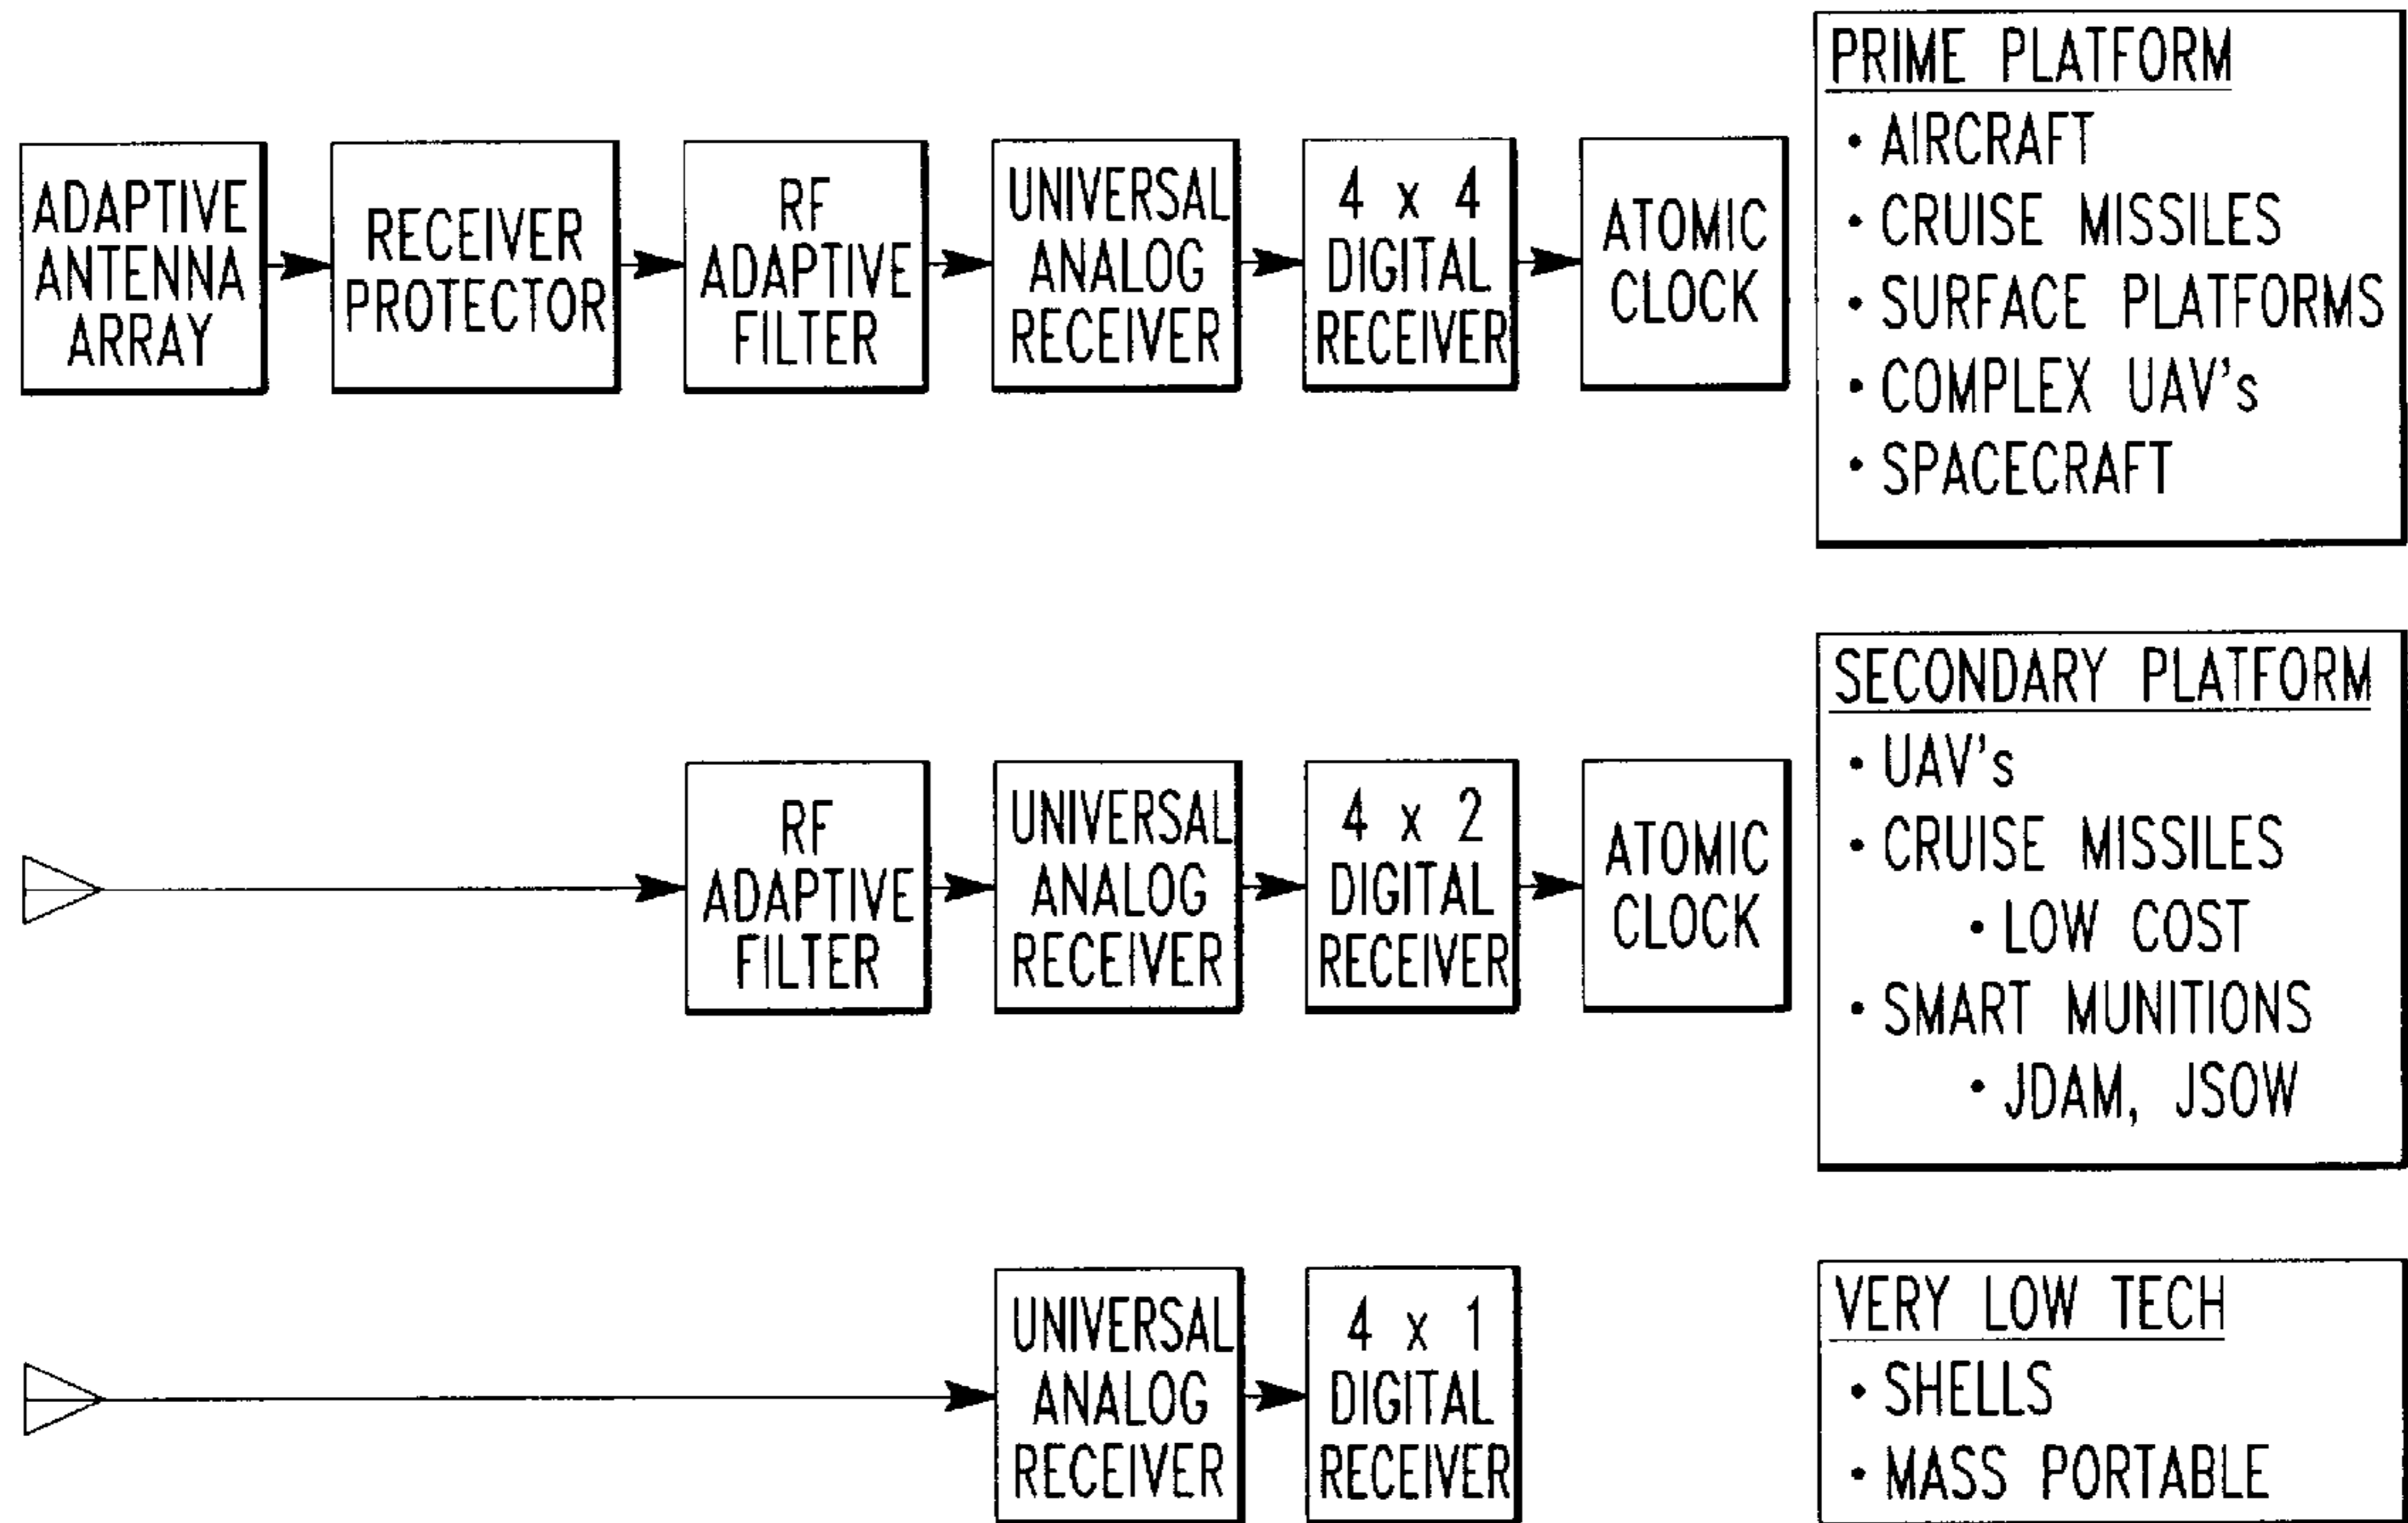 ADAPTIVE
ANTENNA
ARRAY
RECEIVER
PROTECTOR
RF
ADAPTIVE
FILTER
UNIVERSAL
ANALOG
RECEIVER
4 x 4
DIGITAL
RECEIVER
ATOMIC
CLOCK
PRIME PLATFORM
• AIRCRAFT
• CRUISE MISSILES
• SURFACE PLATFORMS
• COMPLEX UAV's
• SPACECRAFT
RF
ADAPTIVE
FILTER
UNIVERSAL
ANALOG
RECEIVER
4 x 2
DIGITAL
RECEIVER
ATOMIC
CLOCK
SECONDARY PLATFORM
• UAV's
• CRUISE MISSILES
• LOW COST
• SMART MUNITIONS
• JDAM, JSOW
UNIVERSAL
ANALOG
RECEIVER
4 x 1
DIGITAL
RECEIVER
VERY LOW TECH
• SHELLS
• MASS PORTABLE